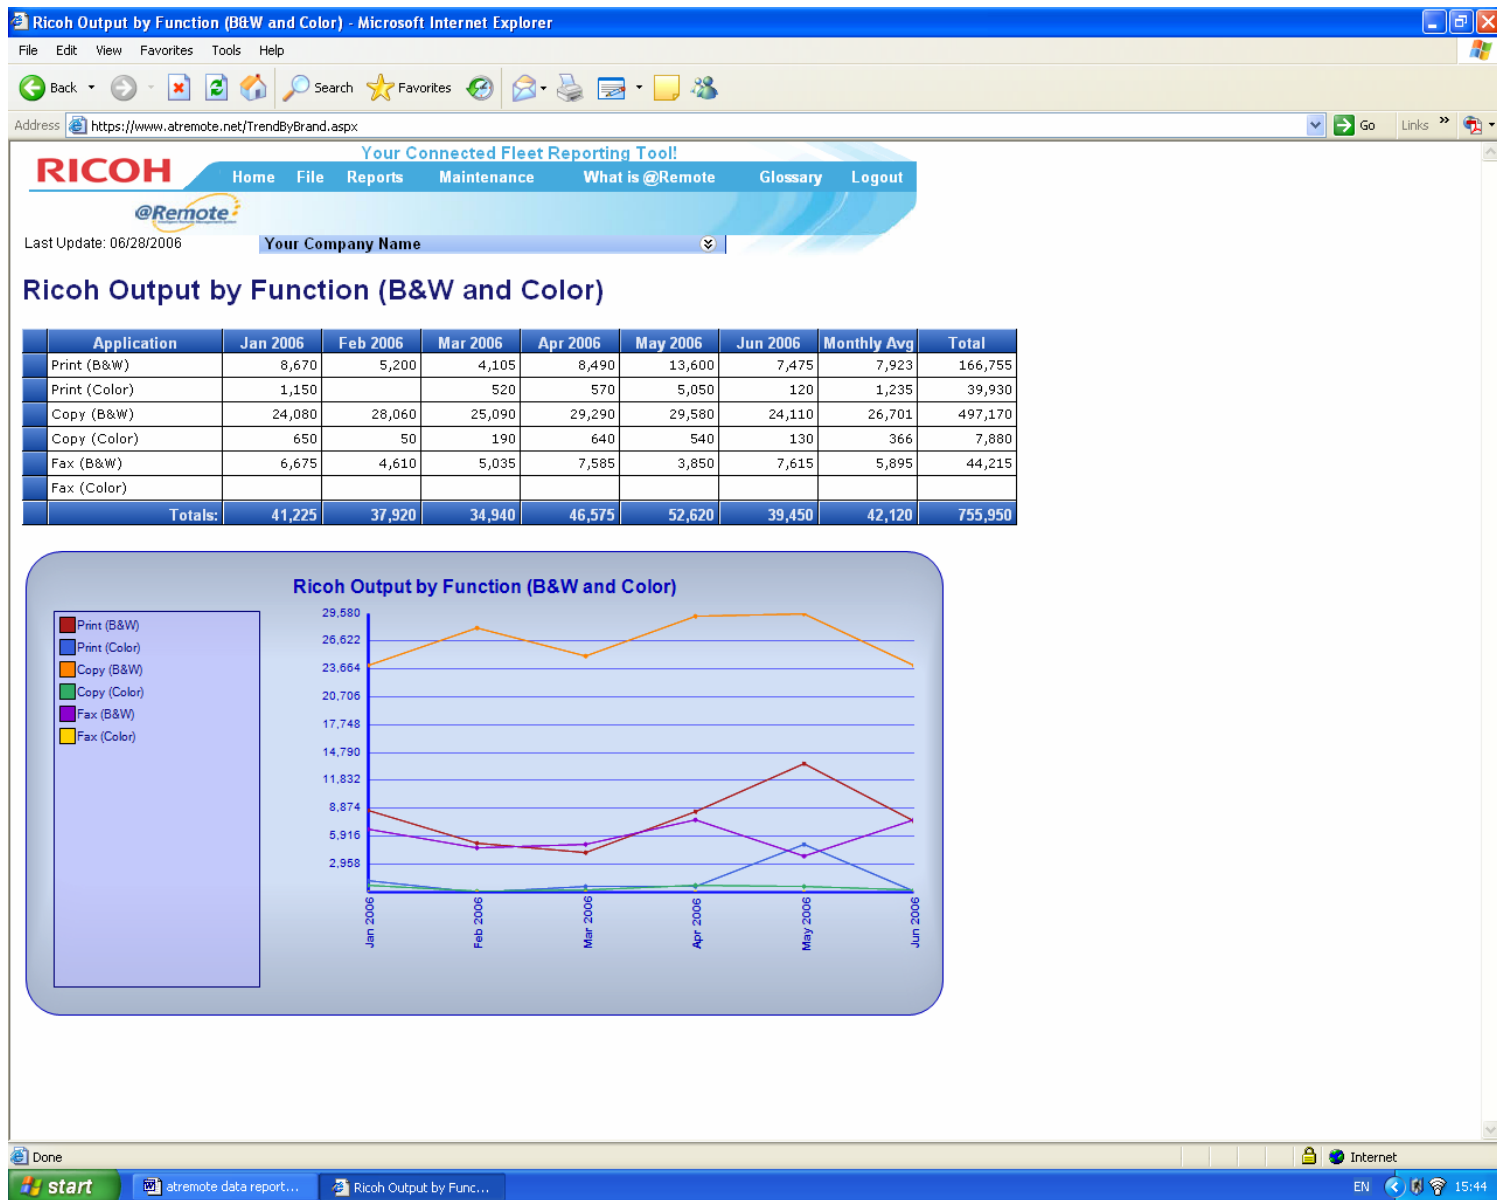 Ricoh Output by Function (B&W and Color) - Microsoft Internet Explorer
File Edit View Favorites Tools Help
Back Search Favorites
Address https://www.atremote.net/TrendByBrand.aspx Go Links »
Your Connected Fleet Reporting Tool!
RICOH Home File Reports Maintenance What is @Remote Glossary Logout
@Remote
Last Update: 06/28/2006 Your Company Name
Ricoh Output by Function (B&W and Color)
Application Jan 2006 Feb 2006 Mar 2006 Apr 2006 May 2006 Jun 2006 Monthly Avg Total
Print (B&W) 8,670 5,200 4,105 8,490 13,600 7,475 7,923 166,755
Print (Color) 1,150 520 570 5,050 120 1,235 39,930
Copy (B&W) 24,080 28,060 25,090 29,290 29,580 24,110 26,701 497,170
Copy (Color) 650 50 190 640 540 130 366 7,880
Fax (B&W) 6,675 4,610 5,035 7,585 3,850 7,615 5,895 44,215
Fax (Color)
Totals: 41,225 37,920 34,940 46,575 52,620 39,450 42,120 755,950
Ricoh Output by Function (B&W and Color)
Print (B&W)
Print (Color)
Copy (B&W)
Copy (Color)
Fax (B&W)
Fax (Color)
29,580
26,622
23,664
20,706
17,748
14,790
11,832
8,874
5,916
2,958
Jan 2006 Feb 2006 Mar 2006 Apr 2006 May 2006 Jun 2006
Done Internet
start atremote data report... Ricoh Output by Func... EN 15:44